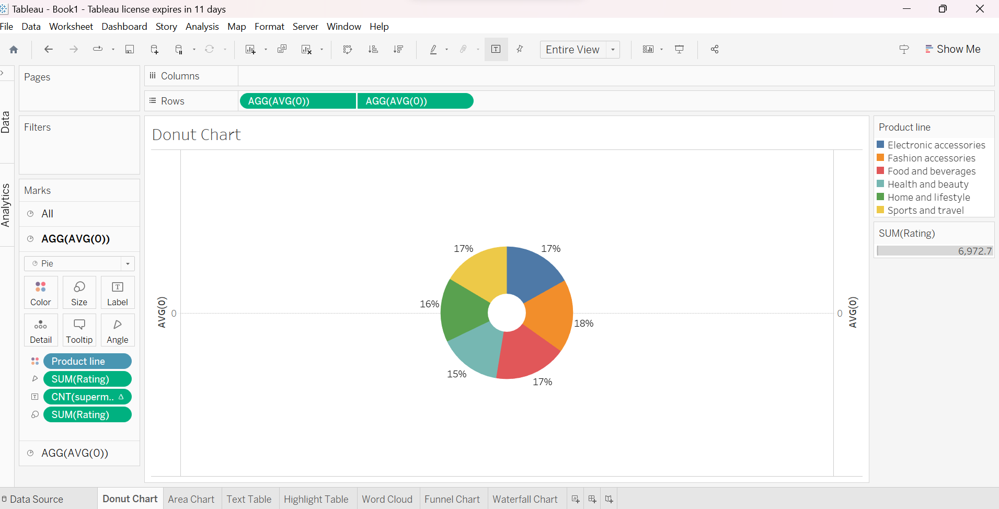 Tableau - Book1 - Tableau license expires in 11 days
File Data Worksheet Dashboard Story Analysis Map Format Server Window Help
Entire View
Show Me
Data
Analytics
Pages
Filters
Marks
All
AGG(AVG(0))
Pie
Color Size Label
Detail Tooltip Angle
Product line
SUM(Rating)
CNT(superm.. Δ
SUM(Rating)
AGG(AVG(0))
Columns
Rows AGG(AVG(0)) AGG(AVG(0))
Donut Chart
AVG(0)
0
17% 17%
16%
18%
15%
17%
0
AVG(0)
Product line
Electronic accessories
Fashion accessories
Food and beverages
Health and beauty
Home and lifestyle
Sports and travel
SUM(Rating)
6,972.7
Data Source Donut Chart Area Chart Text Table Highlight Table Word Cloud Funnel Chart Waterfall Chart